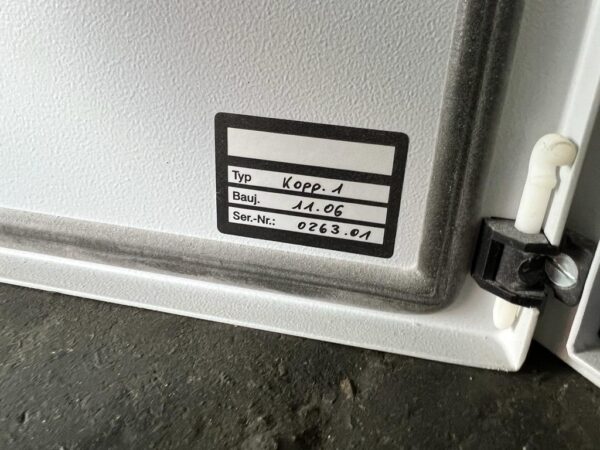 Typ Kopp. 1
Bauj. 11.06
Ser.-Nr.: 0263.01